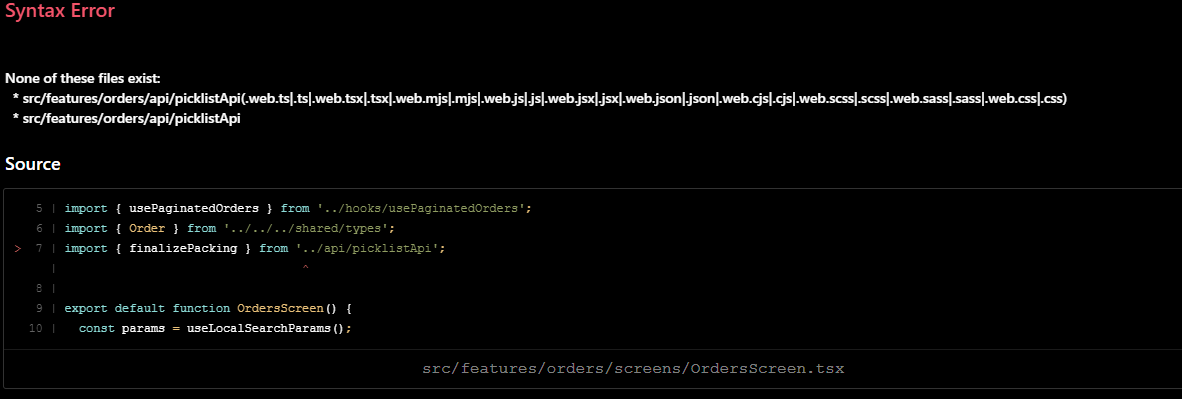 Syntax Error
None of these files exist:
* src/features/orders/api/picklistApi(.web.ts|.ts|.web.tsx|.tsx|.web.mjs|.mjs|.web.js|.js|.web.jsx|.jsx|.web.json|.json|.web.cjs|.cjs|.web.scss|.scss|.web.sass|.sass|.web.css|.css)
* src/features/orders/api/picklistApi
Source
5 | import { usePaginatedOrders } from '../hooks/usePaginatedOrders';
6 | import { Order } from '../../../shared/types';
> 7 | import { finalizePacking } from '../api/picklistApi';
| ^
8 |
9 | export default function OrdersScreen() {
10 | const params = useLocalSearchParams();
src/features/orders/screens/OrdersScreen.tsx